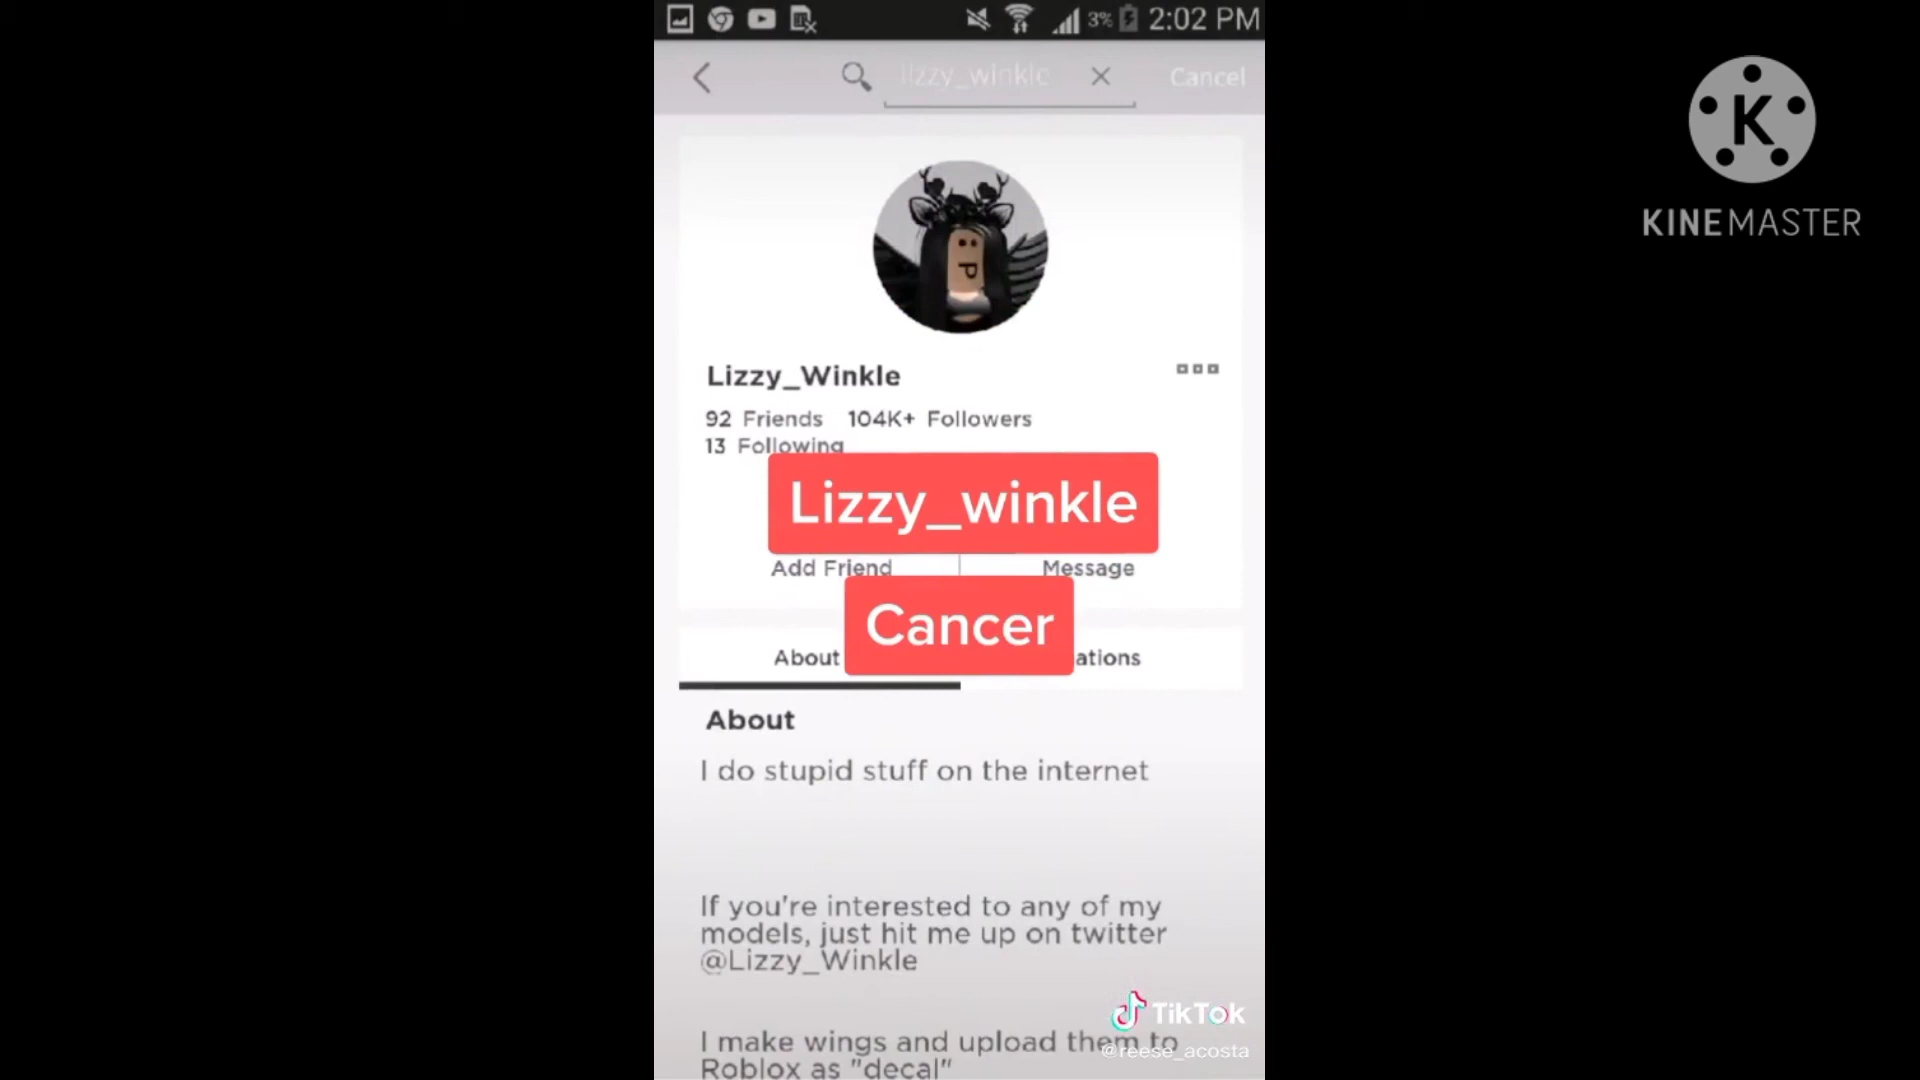 3% 2:02 PM
lizzy_winkle Cancel
K
KINEMASTER
P
Lizzy_Winkle
92 Friends 104K+ Followers
13 Following
Lizzy_winkle
Add Friend Message
Cancer
About ations
About
I do stupid stuff on the internet
If you're interested to any of my
models, just hit me up on twitter
@Lizzy_Winkle
TikTok
I make wings and upload them to
@reese_acosta
Roblox as "decal"